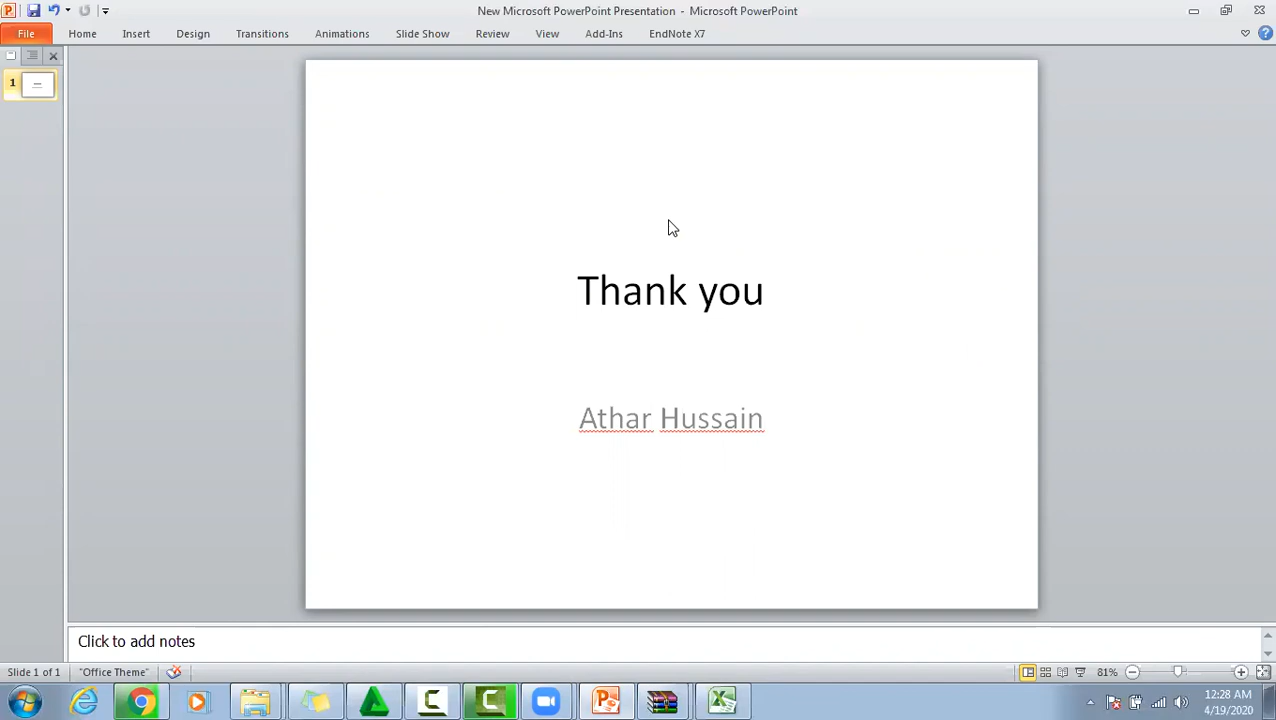 New Microsoft PowerPoint Presentation - Microsoft PowerPoint
File Home Insert Design Transitions Animations Slide Show Review View Add-Ins EndNote X7
1
Thank you
Athar Hussain
Click to add notes
Slide 1 of 1 "Office Theme" 81%
12:28 AM
4/19/2020